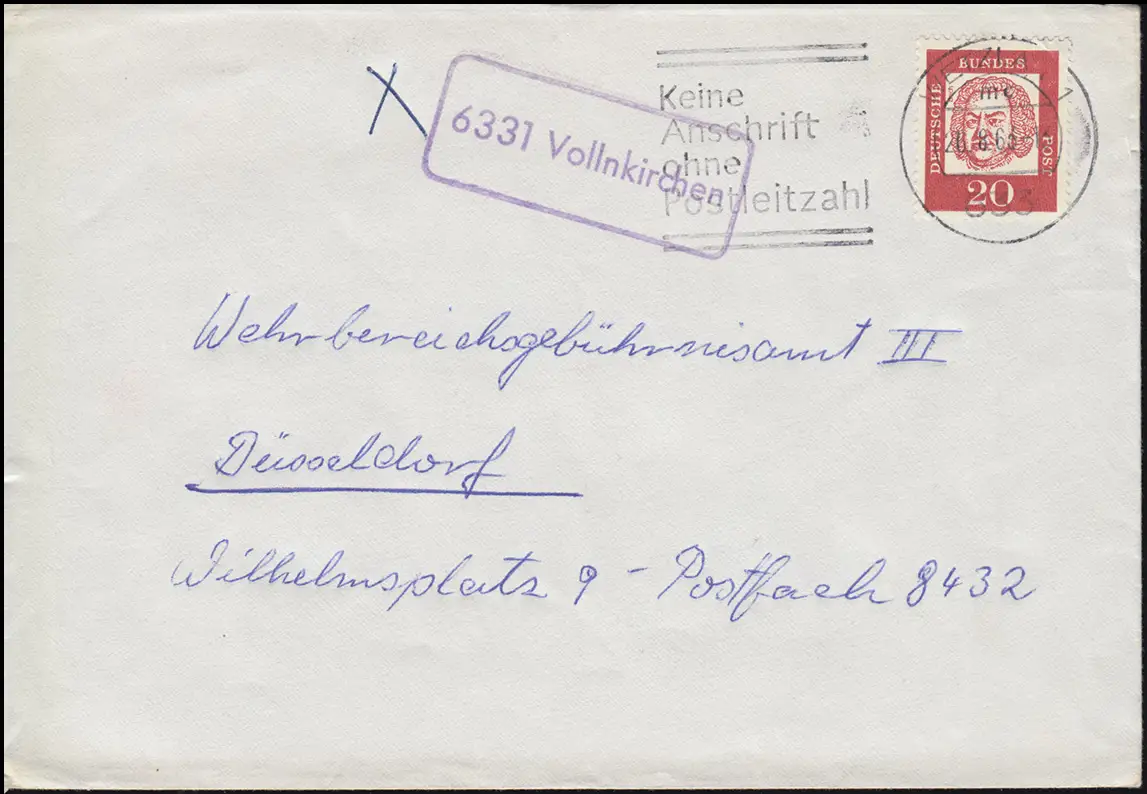 6331 Vollnkirchen
Keine
Anschrift
ohne
Postleitzahl
DEUTSCHE BUNDES POST
20
Wehrbereichsgebührnisamt III
Düsseldorf
Wilhelmsplatz 9 - Postfach 8432